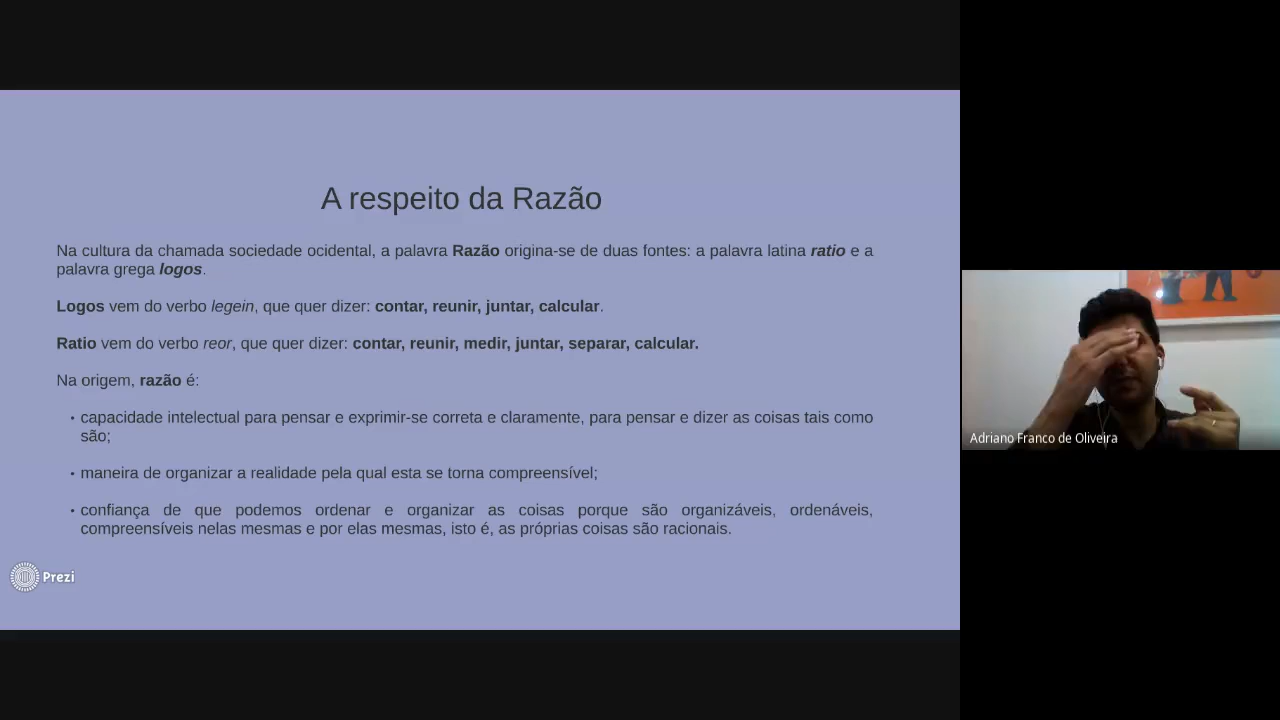 A respeito da Razão
Na cultura da chamada sociedade ocidental, a palavra Razão origina-se de duas fontes: a palavra latina ratio e a
palavra grega logos.
Logos vem do verbo legein, que quer dizer: contar, reunir, juntar, calcular.
Ratio vem do verbo reor, que quer dizer: contar, reunir, medir, juntar, separar, calcular.
Na origem, razão é:
• capacidade intelectual para pensar e exprimir-se correta e claramente, para pensar e dizer as coisas tais como
são;
• maneira de organizar a realidade pela qual esta se torna compreensível;
• confiança de que podemos ordenar e organizar as coisas porque são organizáveis, ordenáveis,
compreensíveis nelas mesmas e por elas mesmas, isto é, as próprias coisas são racionais.
Prezi
Adriano Franco de Oliveira